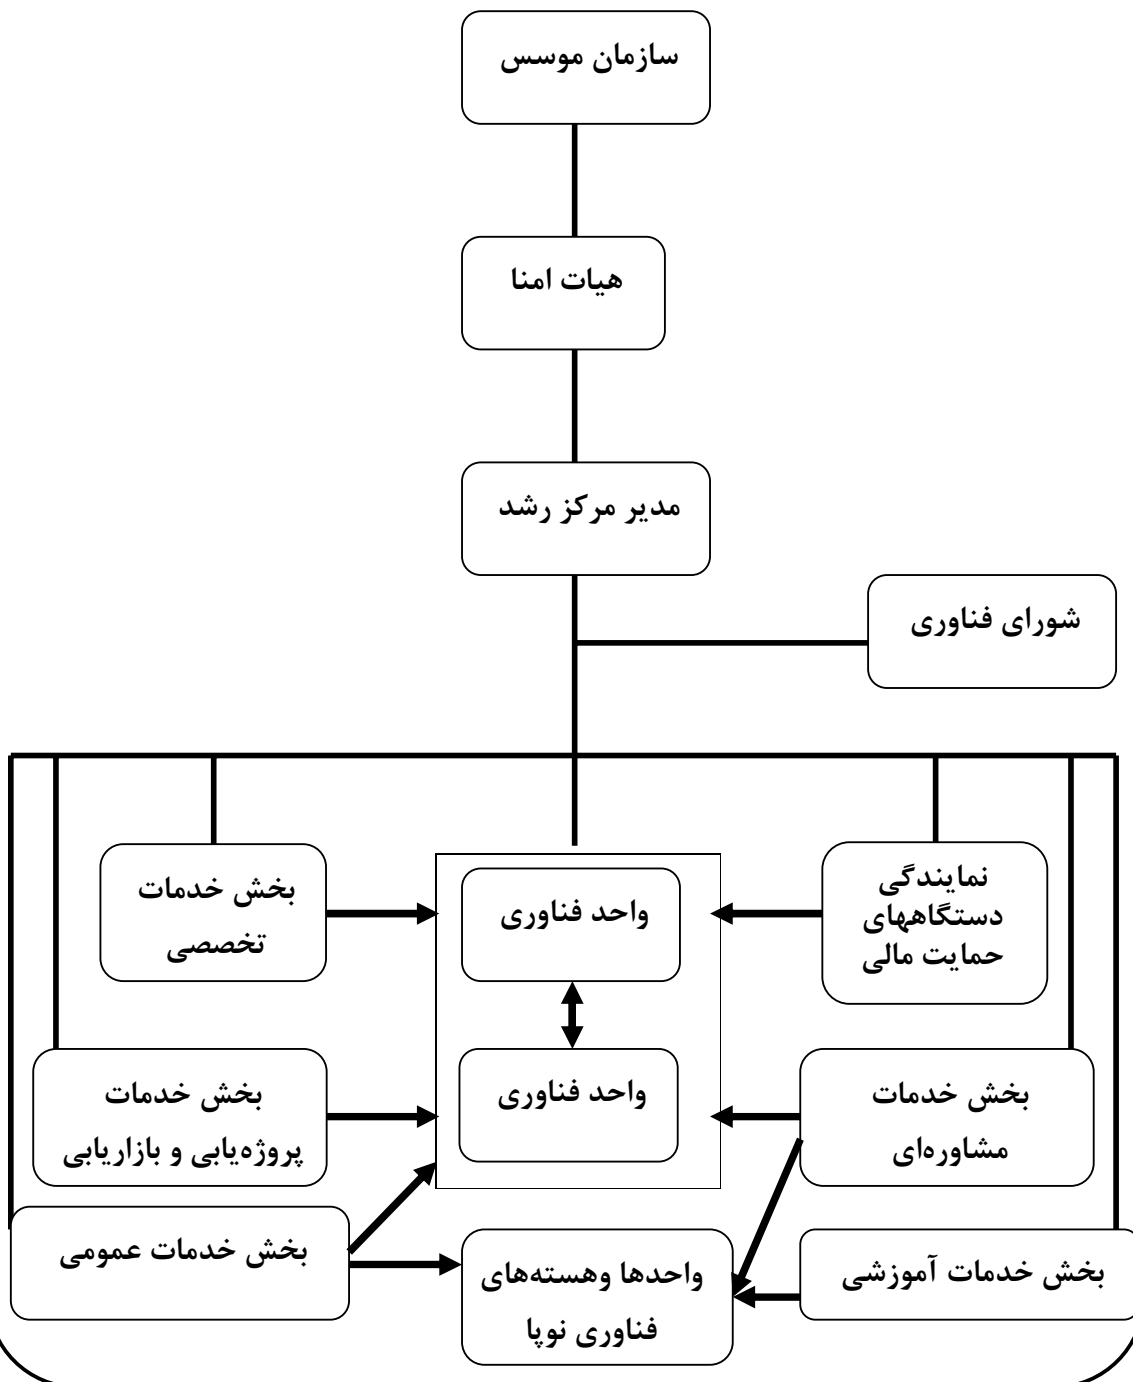 سازمان موسس
هیات امنا
مدیر مرکز رشد
شورای فناوری
نمایندگی
دستگاههای
حمایت مالی
واحد فناوری
بخش خدمات
تخصصی
بخش خدمات
مشاوره‌ای
واحد فناوری
بخش خدمات
پروژه‌یابی و بازاریابی
بخش خدمات آموزشی
واحدها وهسته‌های
فناوری نوپا
بخش خدمات عمومی